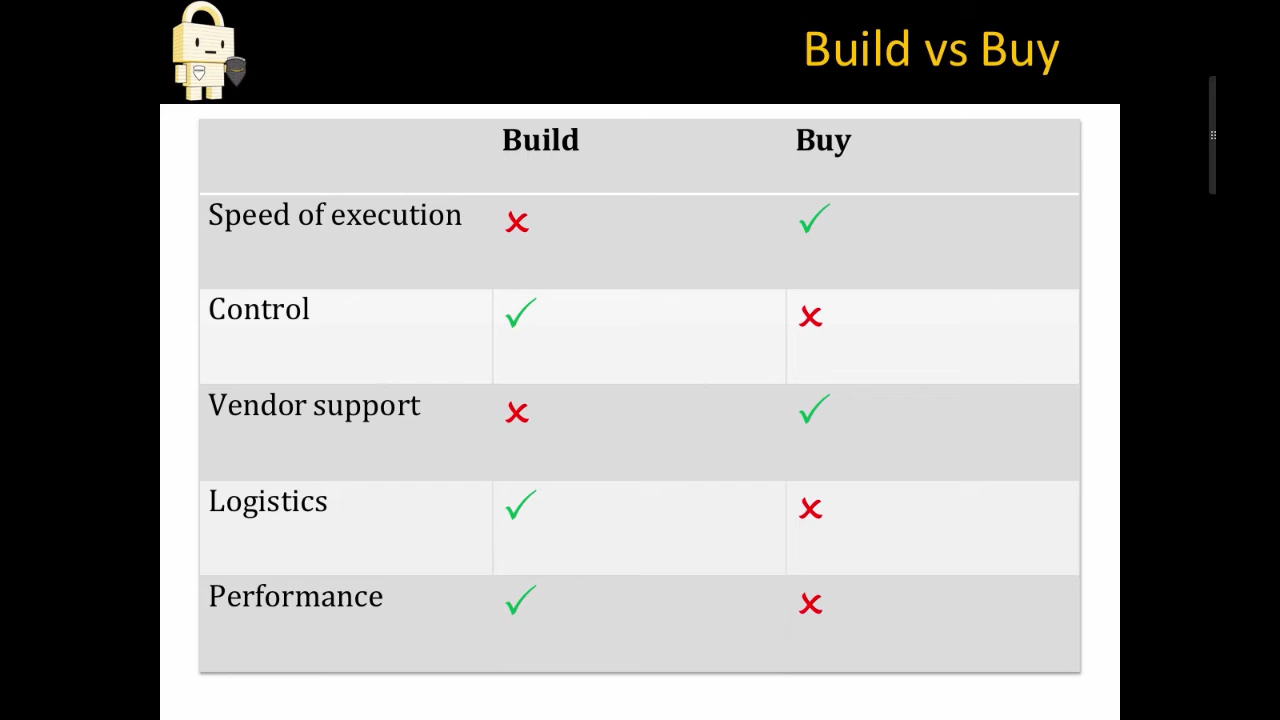 Build vs Buy
Build Buy
Speed of execution ✗ ✓
Control ✓ ✗
Vendor support ✗ ✓
Logistics ✓ ✗
Performance ✓ ✗